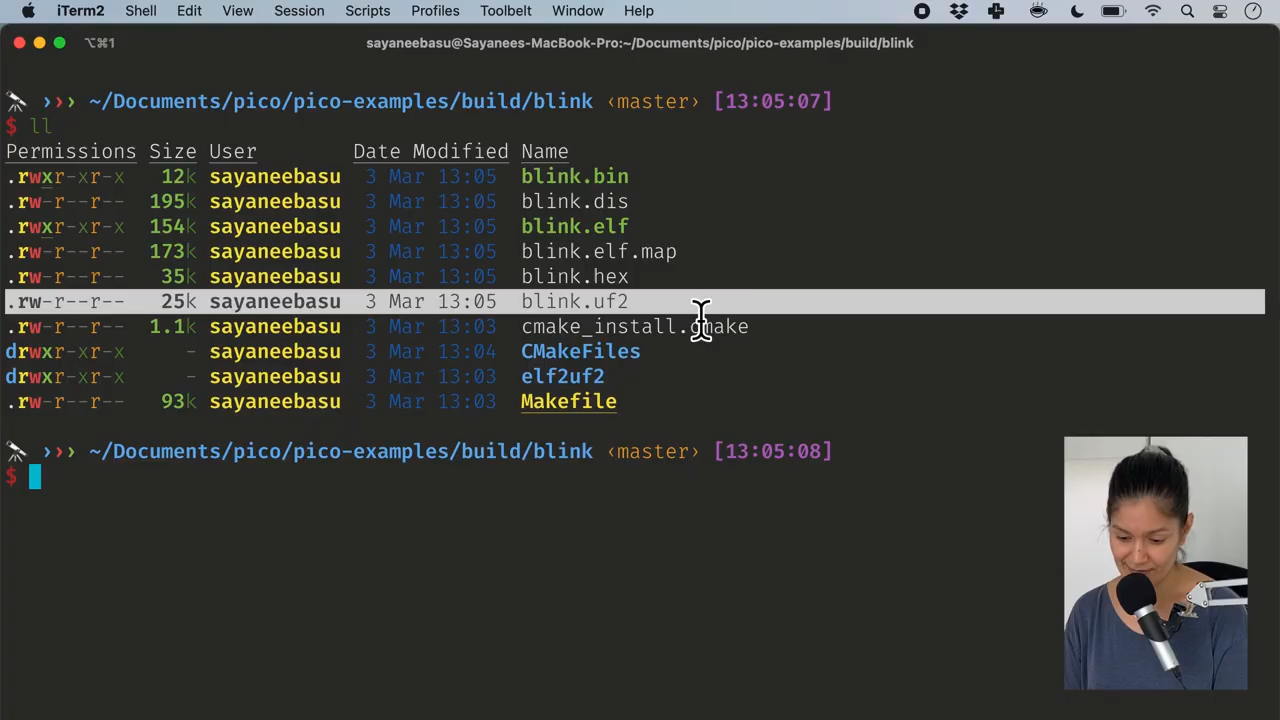 iTerm2 Shell Edit View Session Scripts Profiles Toolbelt Window Help
⌥⌘1 sayaneebasu@Sayanees-MacBook-Pro:~/Documents/pico/pico-examples/build/blink
❯❯❯ ~/Documents/pico/pico-examples/build/blink ‹master› [13:05:07]
$ ll
Permissions Size User Date Modified Name
.rwxr-xr-x 12k sayaneebasu 3 Mar 13:05 blink.bin
.rw-r--r-- 195k sayaneebasu 3 Mar 13:05 blink.dis
.rwxr-xr-x 154k sayaneebasu 3 Mar 13:05 blink.elf
.rw-r--r-- 173k sayaneebasu 3 Mar 13:05 blink.elf.map
.rw-r--r-- 35k sayaneebasu 3 Mar 13:05 blink.hex
.rw-r--r-- 25k sayaneebasu 3 Mar 13:05 blink.uf2
.rw-r--r-- 1.1k sayaneebasu 3 Mar 13:03 cmake_install.cmake
drwxr-xr-x - sayaneebasu 3 Mar 13:04 CMakeFiles
drwxr-xr-x - sayaneebasu 3 Mar 13:03 elf2uf2
.rw-r--r-- 93k sayaneebasu 3 Mar 13:03 Makefile
❯❯❯ ~/Documents/pico/pico-examples/build/blink ‹master› [13:05:08]
$